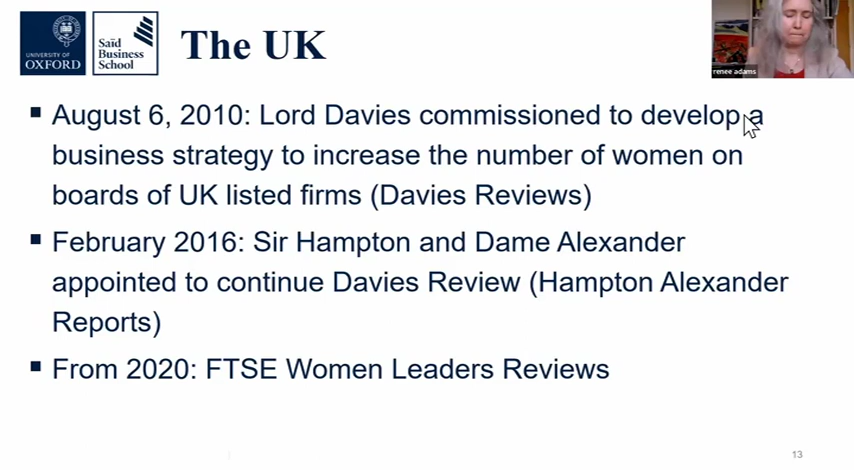 UNIVERSITY OF
OXFORD
Saïd
Business
School
The UK
renee adams
▪ August 6, 2010: Lord Davies commissioned to develop a
business strategy to increase the number of women on
boards of UK listed firms (Davies Reviews)
▪ February 2016: Sir Hampton and Dame Alexander
appointed to continue Davies Review (Hampton Alexander
Reports)
▪ From 2020: FTSE Women Leaders Reviews
13